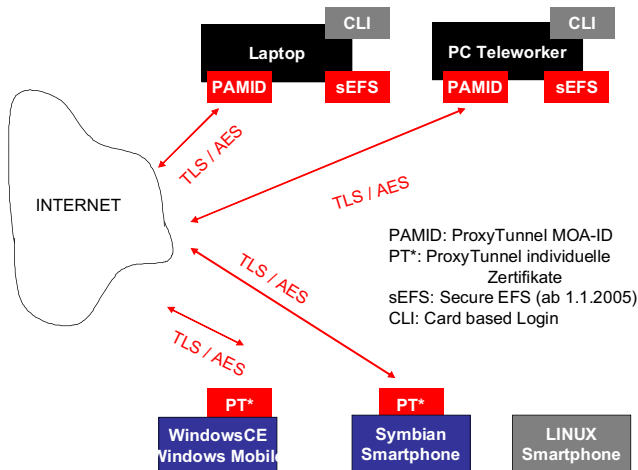 CLI
Laptop
PAMID
sEFS
CLI
PC Teleworker
PAMID
sEFS
TLS / AES
TLS / AES
INTERNET
PAMID: ProxyTunnel MOA-ID
PT*: ProxyTunnel individuelle
Zertifikate
sEFS: Secure EFS (ab 1.1.2005)
CLI: Card based Login
TLS / AES
TLS / AES
PT*
WindowsCE
Windows Mobile
PT*
Symbian
Smartphone
LINUX
Smartphone